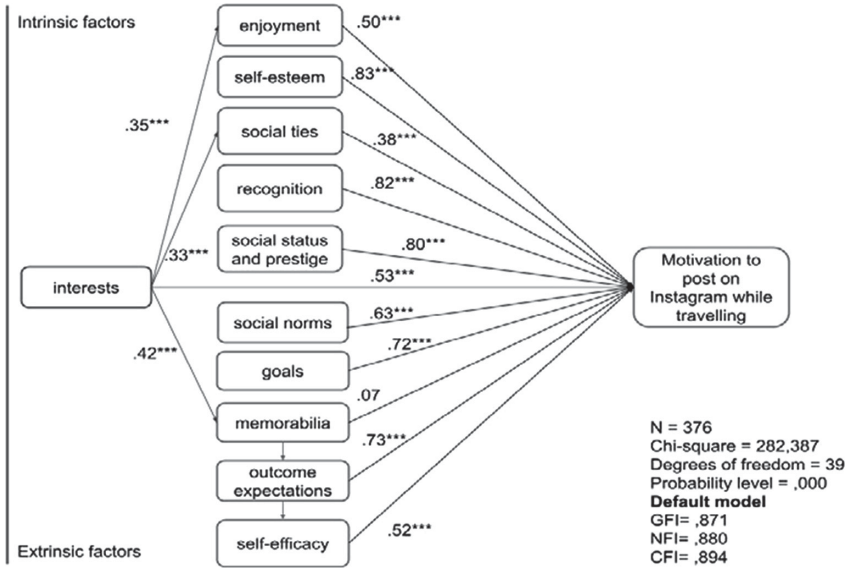 Intrinsic factors
enjoyment
.50***
self-esteem
.83***
.35***
social ties
.38***
recognition
.82***
social status
and prestige
.80***
.33***
interests
.53***
Motivation to
post on
Instagram while
travelling
social norms
.63***
goals
.72***
.42***
memorabilia
.07
outcome
expectations
.73***
self-efficacy
.52***
Extrinsic factors
N = 376
Chi-square = 282,387
Degrees of freedom = 39
Probability level = ,000
Default model
GFI= ,871
NFI= ,880
CFI= ,894